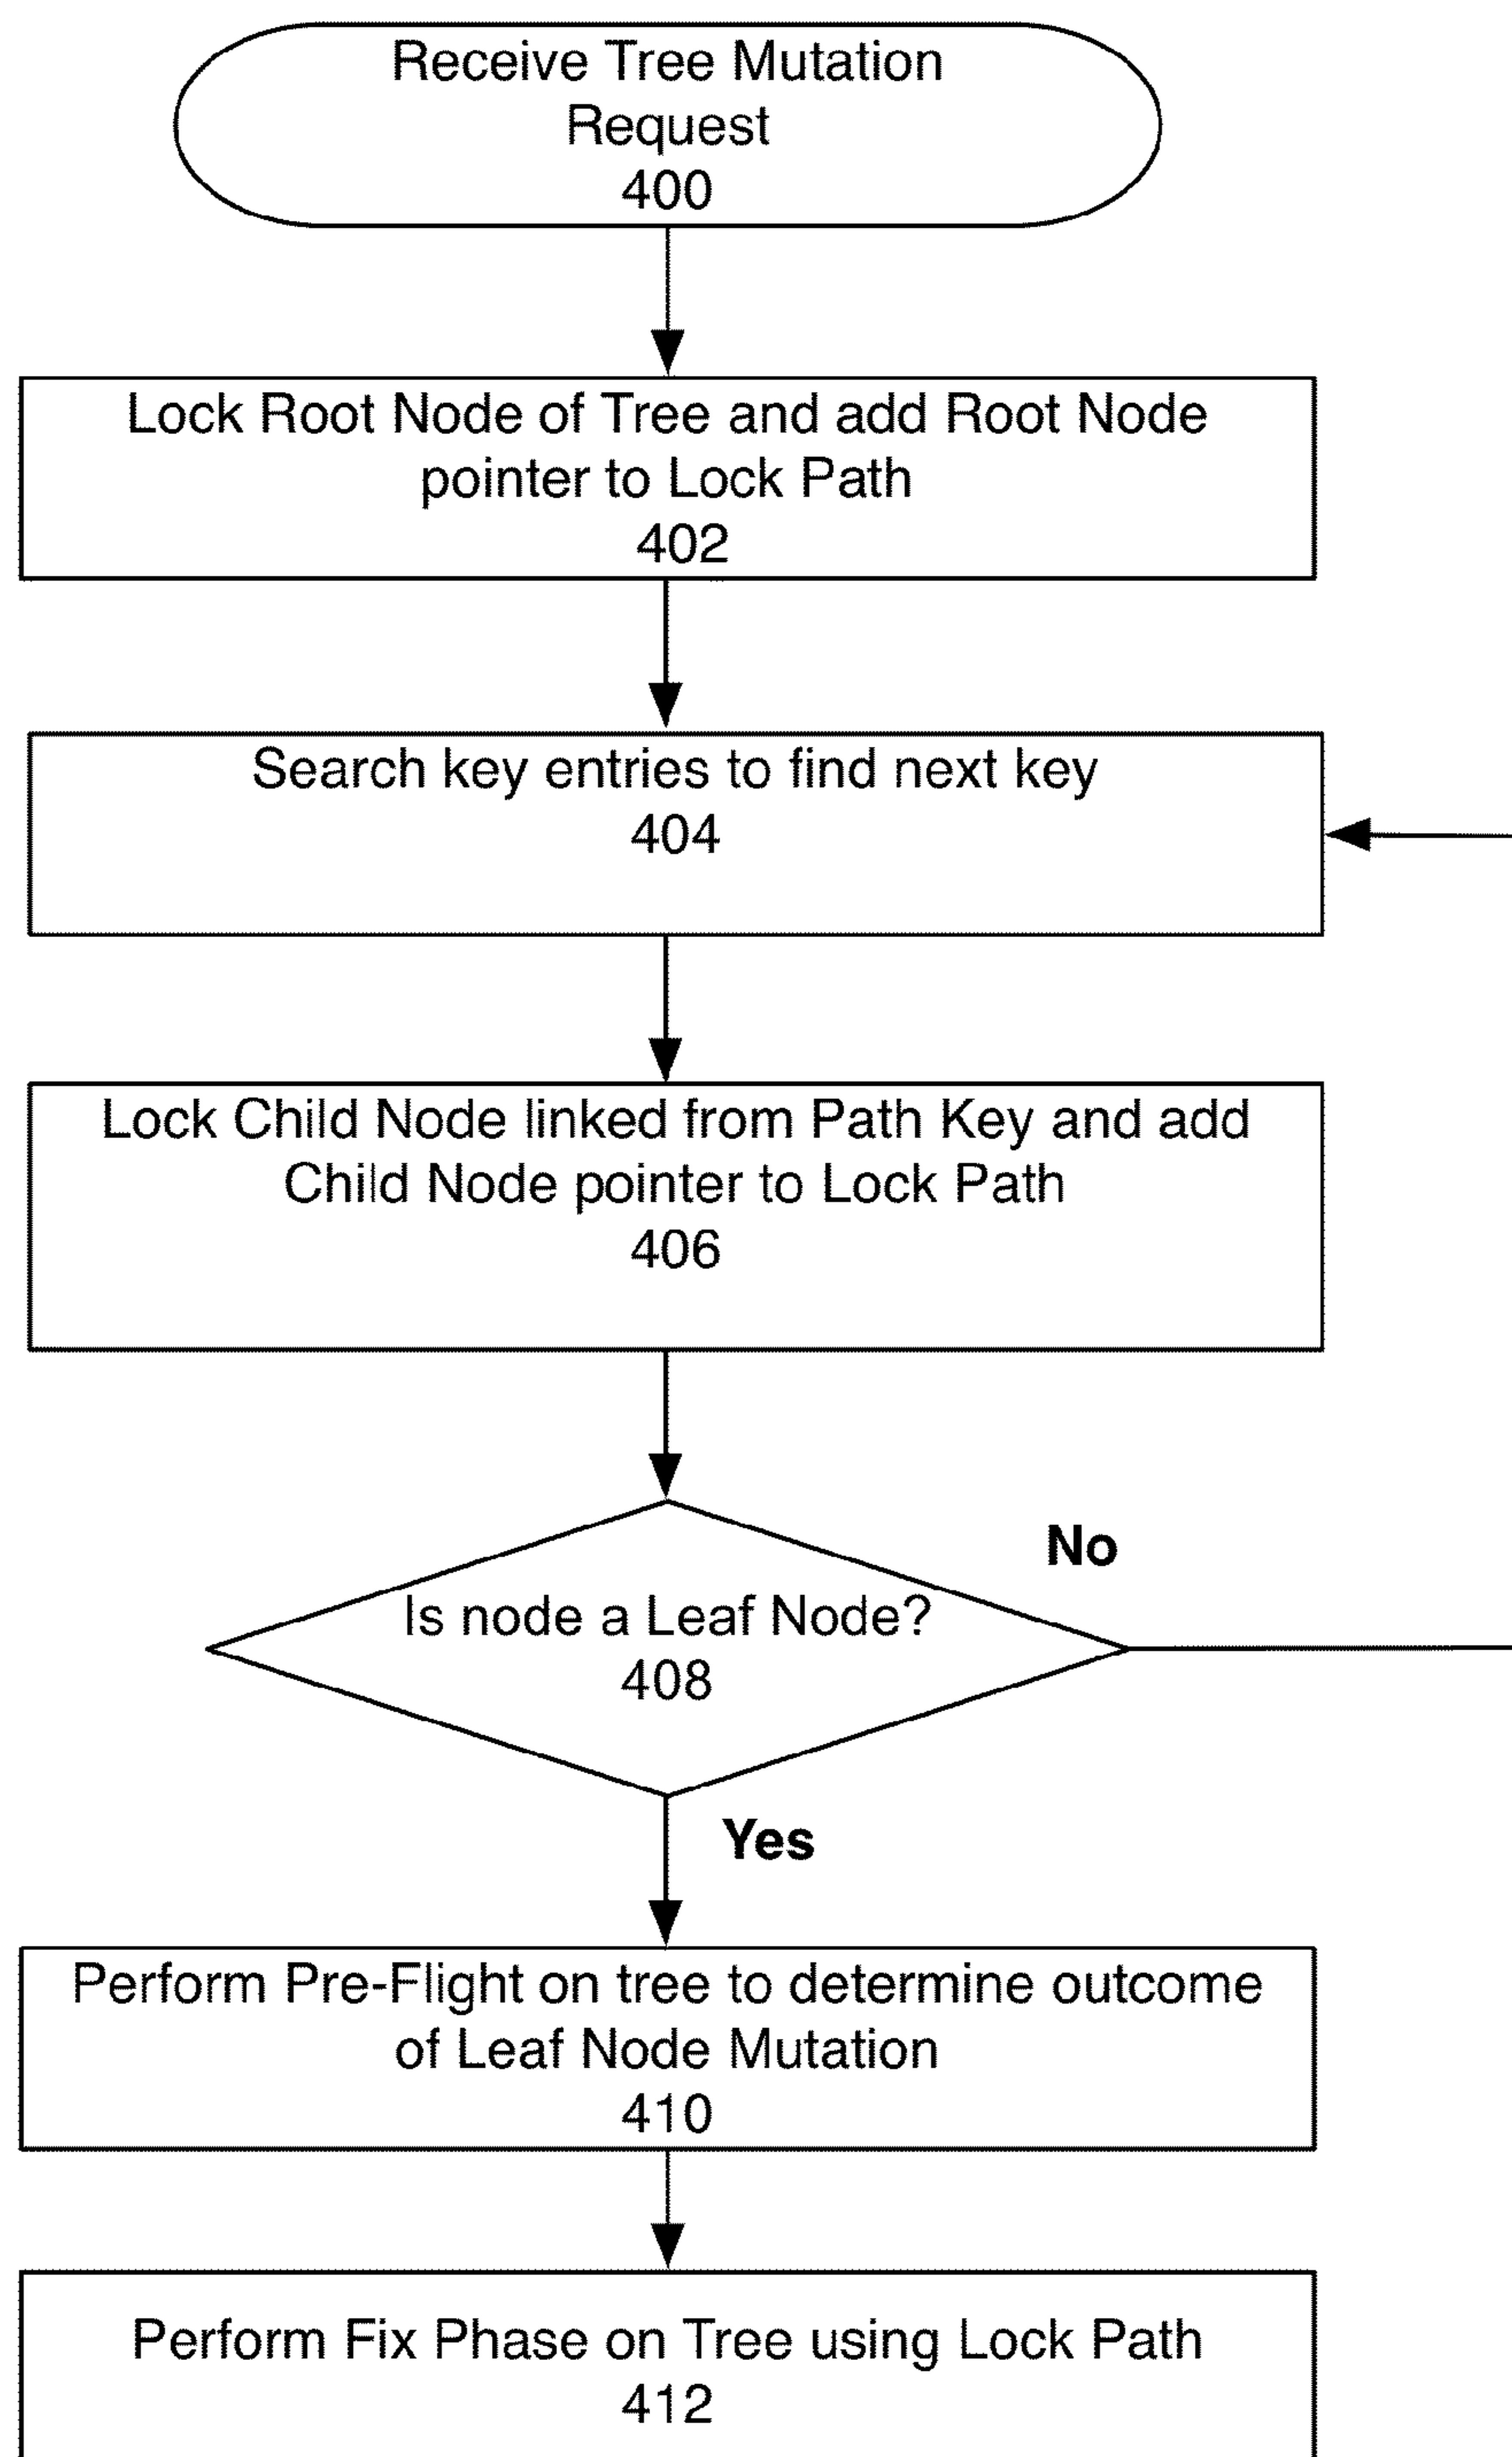 Receive Tree Mutation
Request
400
Lock Root Node of Tree and add Root Node
pointer to Lock Path
402
Search key entries to find next key
404
Lock Child Node linked from Path Key and add
Child Node pointer to Lock Path
406
No
Is node a Leaf Node?
408
Yes
Perform Pre-Flight on tree to determine outcome
of Leaf Node Mutation
410
Perform Fix Phase on Tree using Lock Path
412